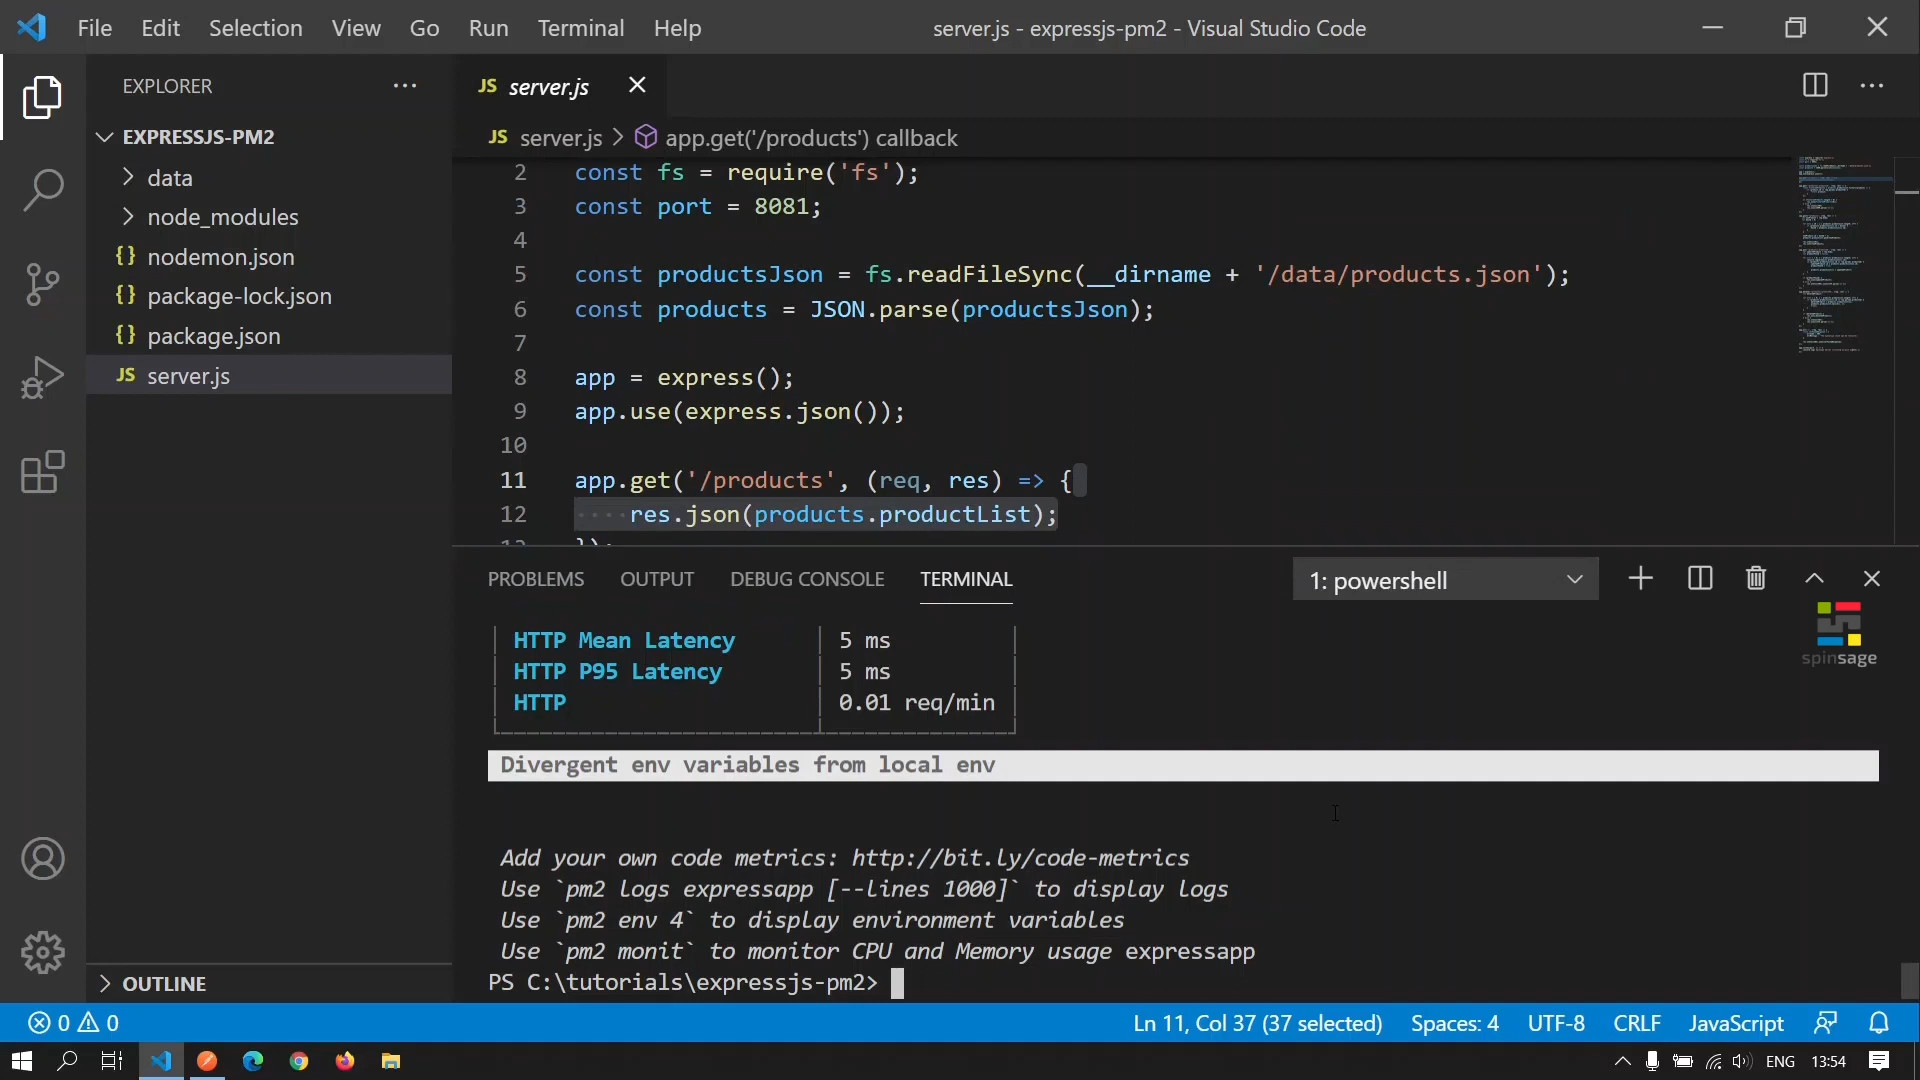 File Edit Selection View Go Run Terminal Help
server.js - expressjs-pm2 - Visual Studio Code
EXPLORER
EXPRESSJS-PM2
data
node_modules
{} nodemon.json
{} package-lock.json
{} package.json
JS server.js
OUTLINE
JS server.js
JS server.js > app.get('/products') callback
2 const fs = require('fs');
3 const port = 8081;
4
5 const productsJson = fs.readFileSync(__dirname + '/data/products.json');
6 const products = JSON.parse(productsJson);
7
8 app = express();
9 app.use(express.json());
10
11 app.get('/products', (req, res) => {
12 ····res.json(products.productList);
PROBLEMS OUTPUT DEBUG CONSOLE TERMINAL
1: powershell
spinsage
HTTP Mean Latency │ 5 ms
HTTP P95 Latency │ 5 ms
HTTP │ 0.01 req/min
Divergent env variables from local env
Add your own code metrics: http://bit.ly/code-metrics
Use `pm2 logs expressapp [--lines 1000]` to display logs
Use `pm2 env 4` to display environment variables
Use `pm2 monit` to monitor CPU and Memory usage expressapp
PS C:\tutorials\expressjs-pm2>
0 0
Ln 11, Col 37 (37 selected) Spaces: 4 UTF-8 CRLF JavaScript
ENG 13:54